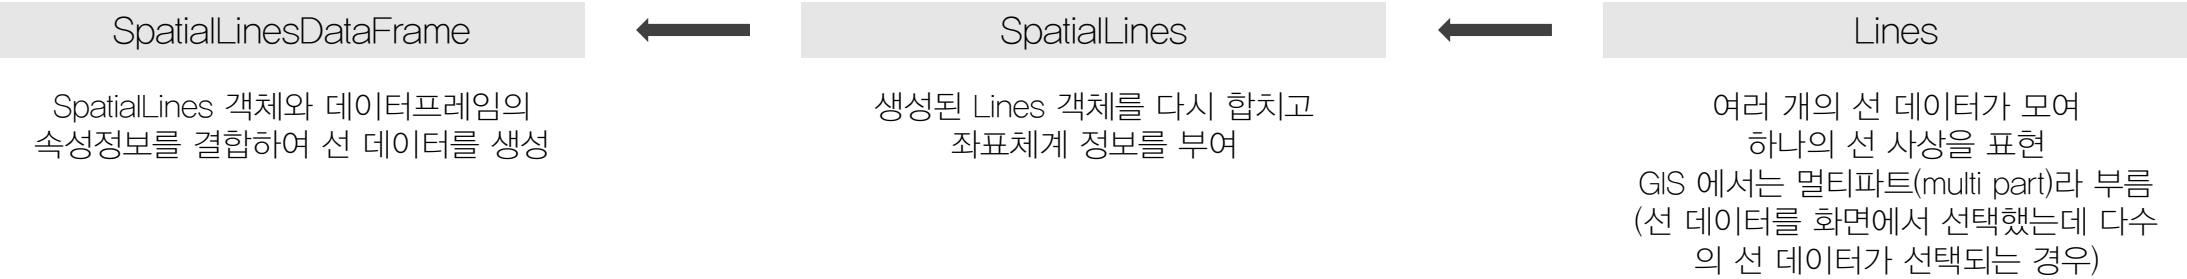 SpatialLinesDataFrame
SpatialLines 객체와 데이터프레임의
속성정보를 결합하여 선 데이터를 생성
SpatialLines
생성된 Lines 객체를 다시 합치고
좌표체계 정보를 부여
Lines
여러 개의 선 데이터가 모여
하나의 선 사상을 표현
GIS 에서는 멀티파트(multi part)라 부름
(선 데이터를 화면에서 선택했는데 다수
의 선 데이터가 선택되는 경우)